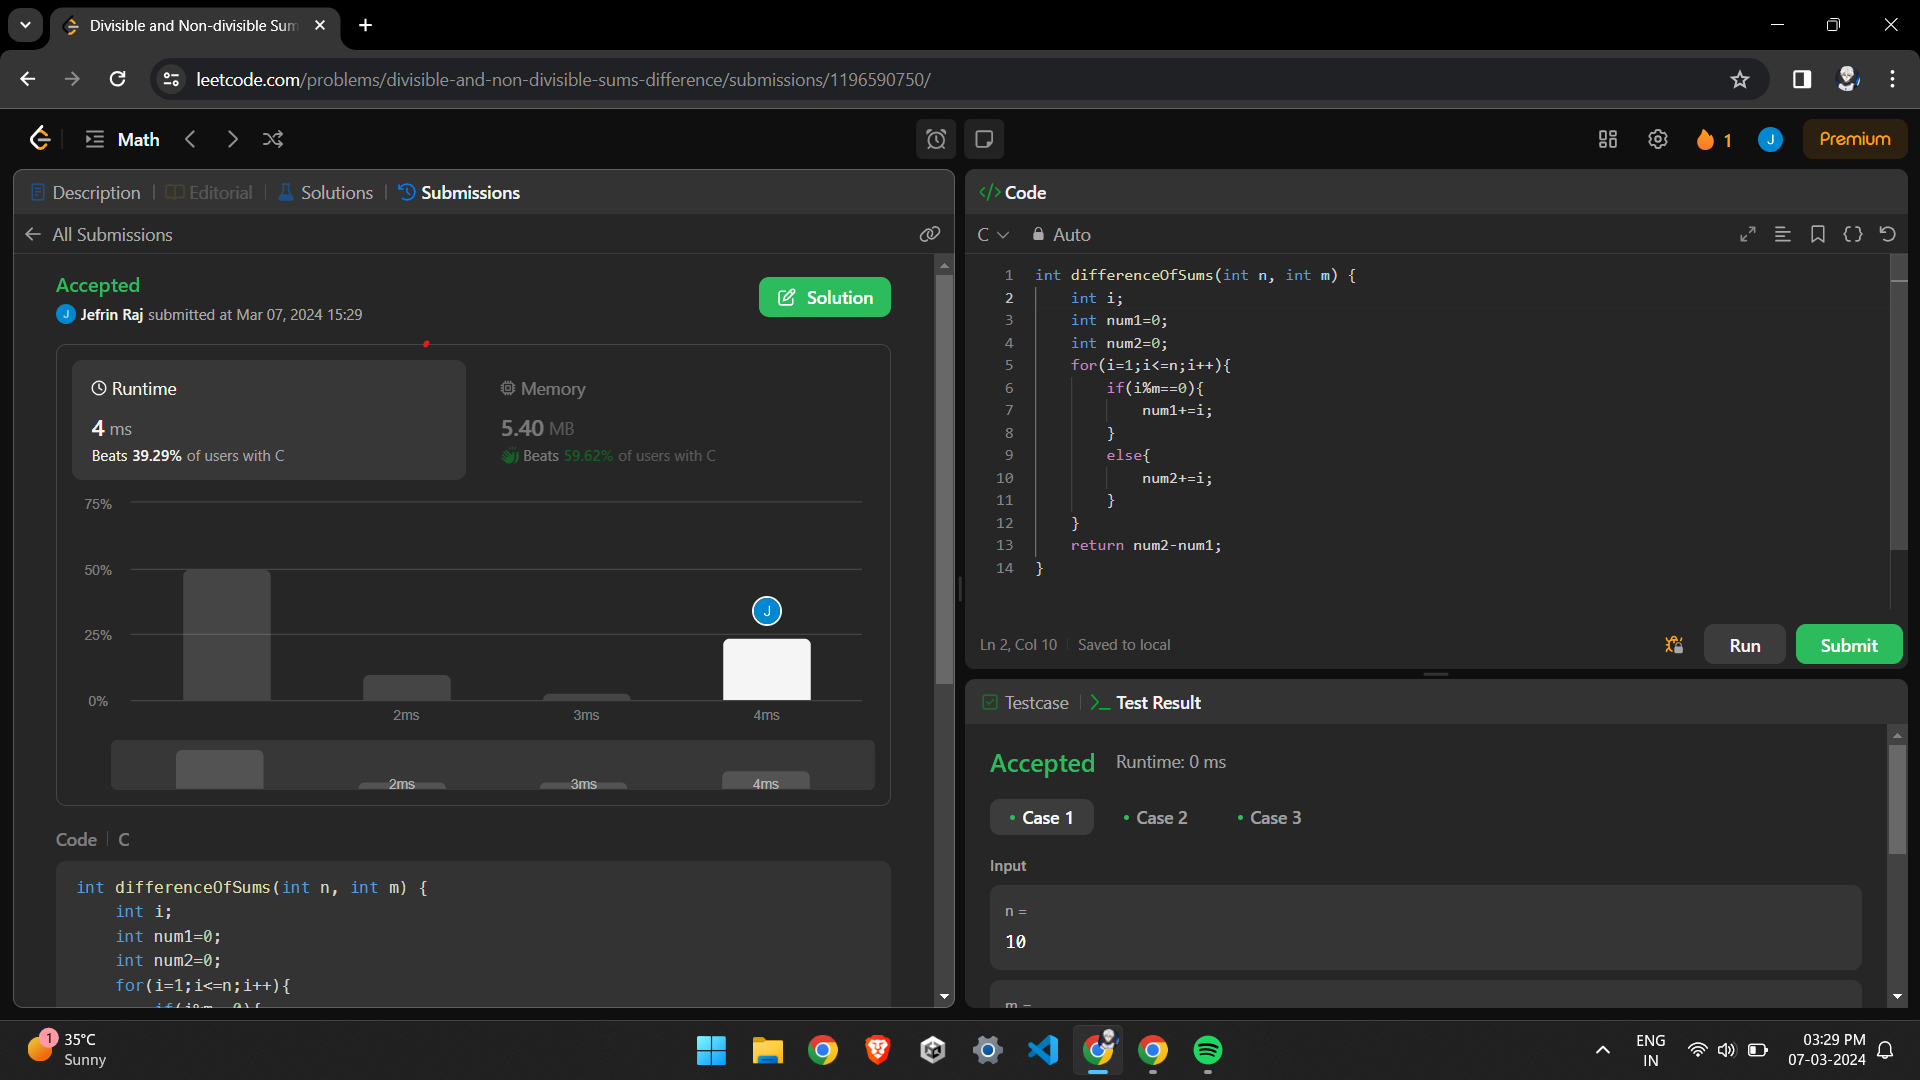 Divisible and Non-divisible Sum
leetcode.com/problems/divisible-and-non-divisible-sums-difference/submissions/1196590750/
Math
1
J
Premium
Description
Editorial
Solutions
Submissions
All Submissions
Accepted
J Jefrin Raj submitted at Mar 07, 2024 15:29
Solution
Runtime
4 ms
Beats 39.29% of users with C
Memory
5.40 MB
Beats 59.62% of users with C
75%
50%
25%
0%
J
2ms
3ms
4ms
2ms
3ms
4ms
Code
C
int differenceOfSums(int n, int m) {
int i;
int num1=0;
int num2=0;
for(i=1;i<=n;i++){
if(i%m==0){
</> Code
C
Auto
1 int differenceOfSums(int n, int m) {
2 int i;
3 int num1=0;
4 int num2=0;
5 for(i=1;i<=n;i++){
6 if(i%m==0){
7 num1+=i;
8 }
9 else{
10 num2+=i;
11 }
12 }
13 return num2-num1;
14 }
Ln 2, Col 10
Saved to local
Run
Submit
Testcase
Test Result
Accepted
Runtime: 0 ms
Case 1
Case 2
Case 3
Input
n =
10
m =
1
35°C
Sunny
ENG
IN
03:29 PM
07-03-2024